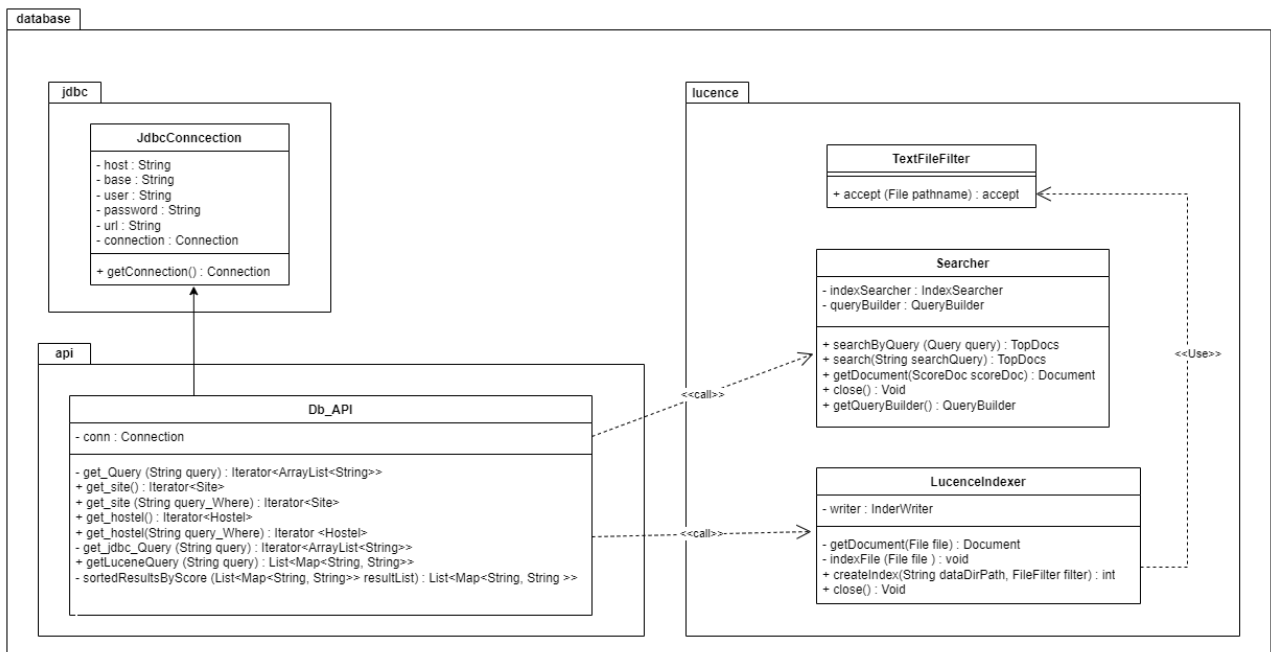 database
jdbc
JdbcConncection
- host : String
- base : String
- user : String
- password : String
- url : String
- connection : Connection
+ getConnection() : Connection
api
Db_API
- conn : Connection
- get_Query (String query) : Iterator<ArrayList<String>>
+ get_site() : Iterator<Site>
+ get_site (String query_Where) : Iterator<Site>
+ get_hostel() : Iterator<Hostel>
+ get_hostel(String query_Where) : Iterator <Hostel>
- get_jdbc_Query (String query) : Iterator<ArrayList<String>>
+ getLuceneQuery (String query) : List<Map<String, String>>
- sortedResultsByScore (List<Map<String, String>> resultList) : List<Map<String, String >>
<<call>>
<<call>>
lucence
TextFileFilter
+ accept (File pathname) : accept
Searcher
- indexSearcher : IndexSearcher
- queryBuilder : QueryBuilder
+ searchByQuery (Query query) : TopDocs
+ search(String searchQuery) : TopDocs
+ getDocument(ScoreDoc scoreDoc) : Document
+ close() : Void
+ getQueryBuilder() : QueryBuilder
<<Use>>
LucenceIndexer
- writer : InderWriter
- getDocument(File file) : Document
- indexFile (File file ) : void
+ createIndex(String dataDirPath, FileFilter filter) : int
+ close() : Void